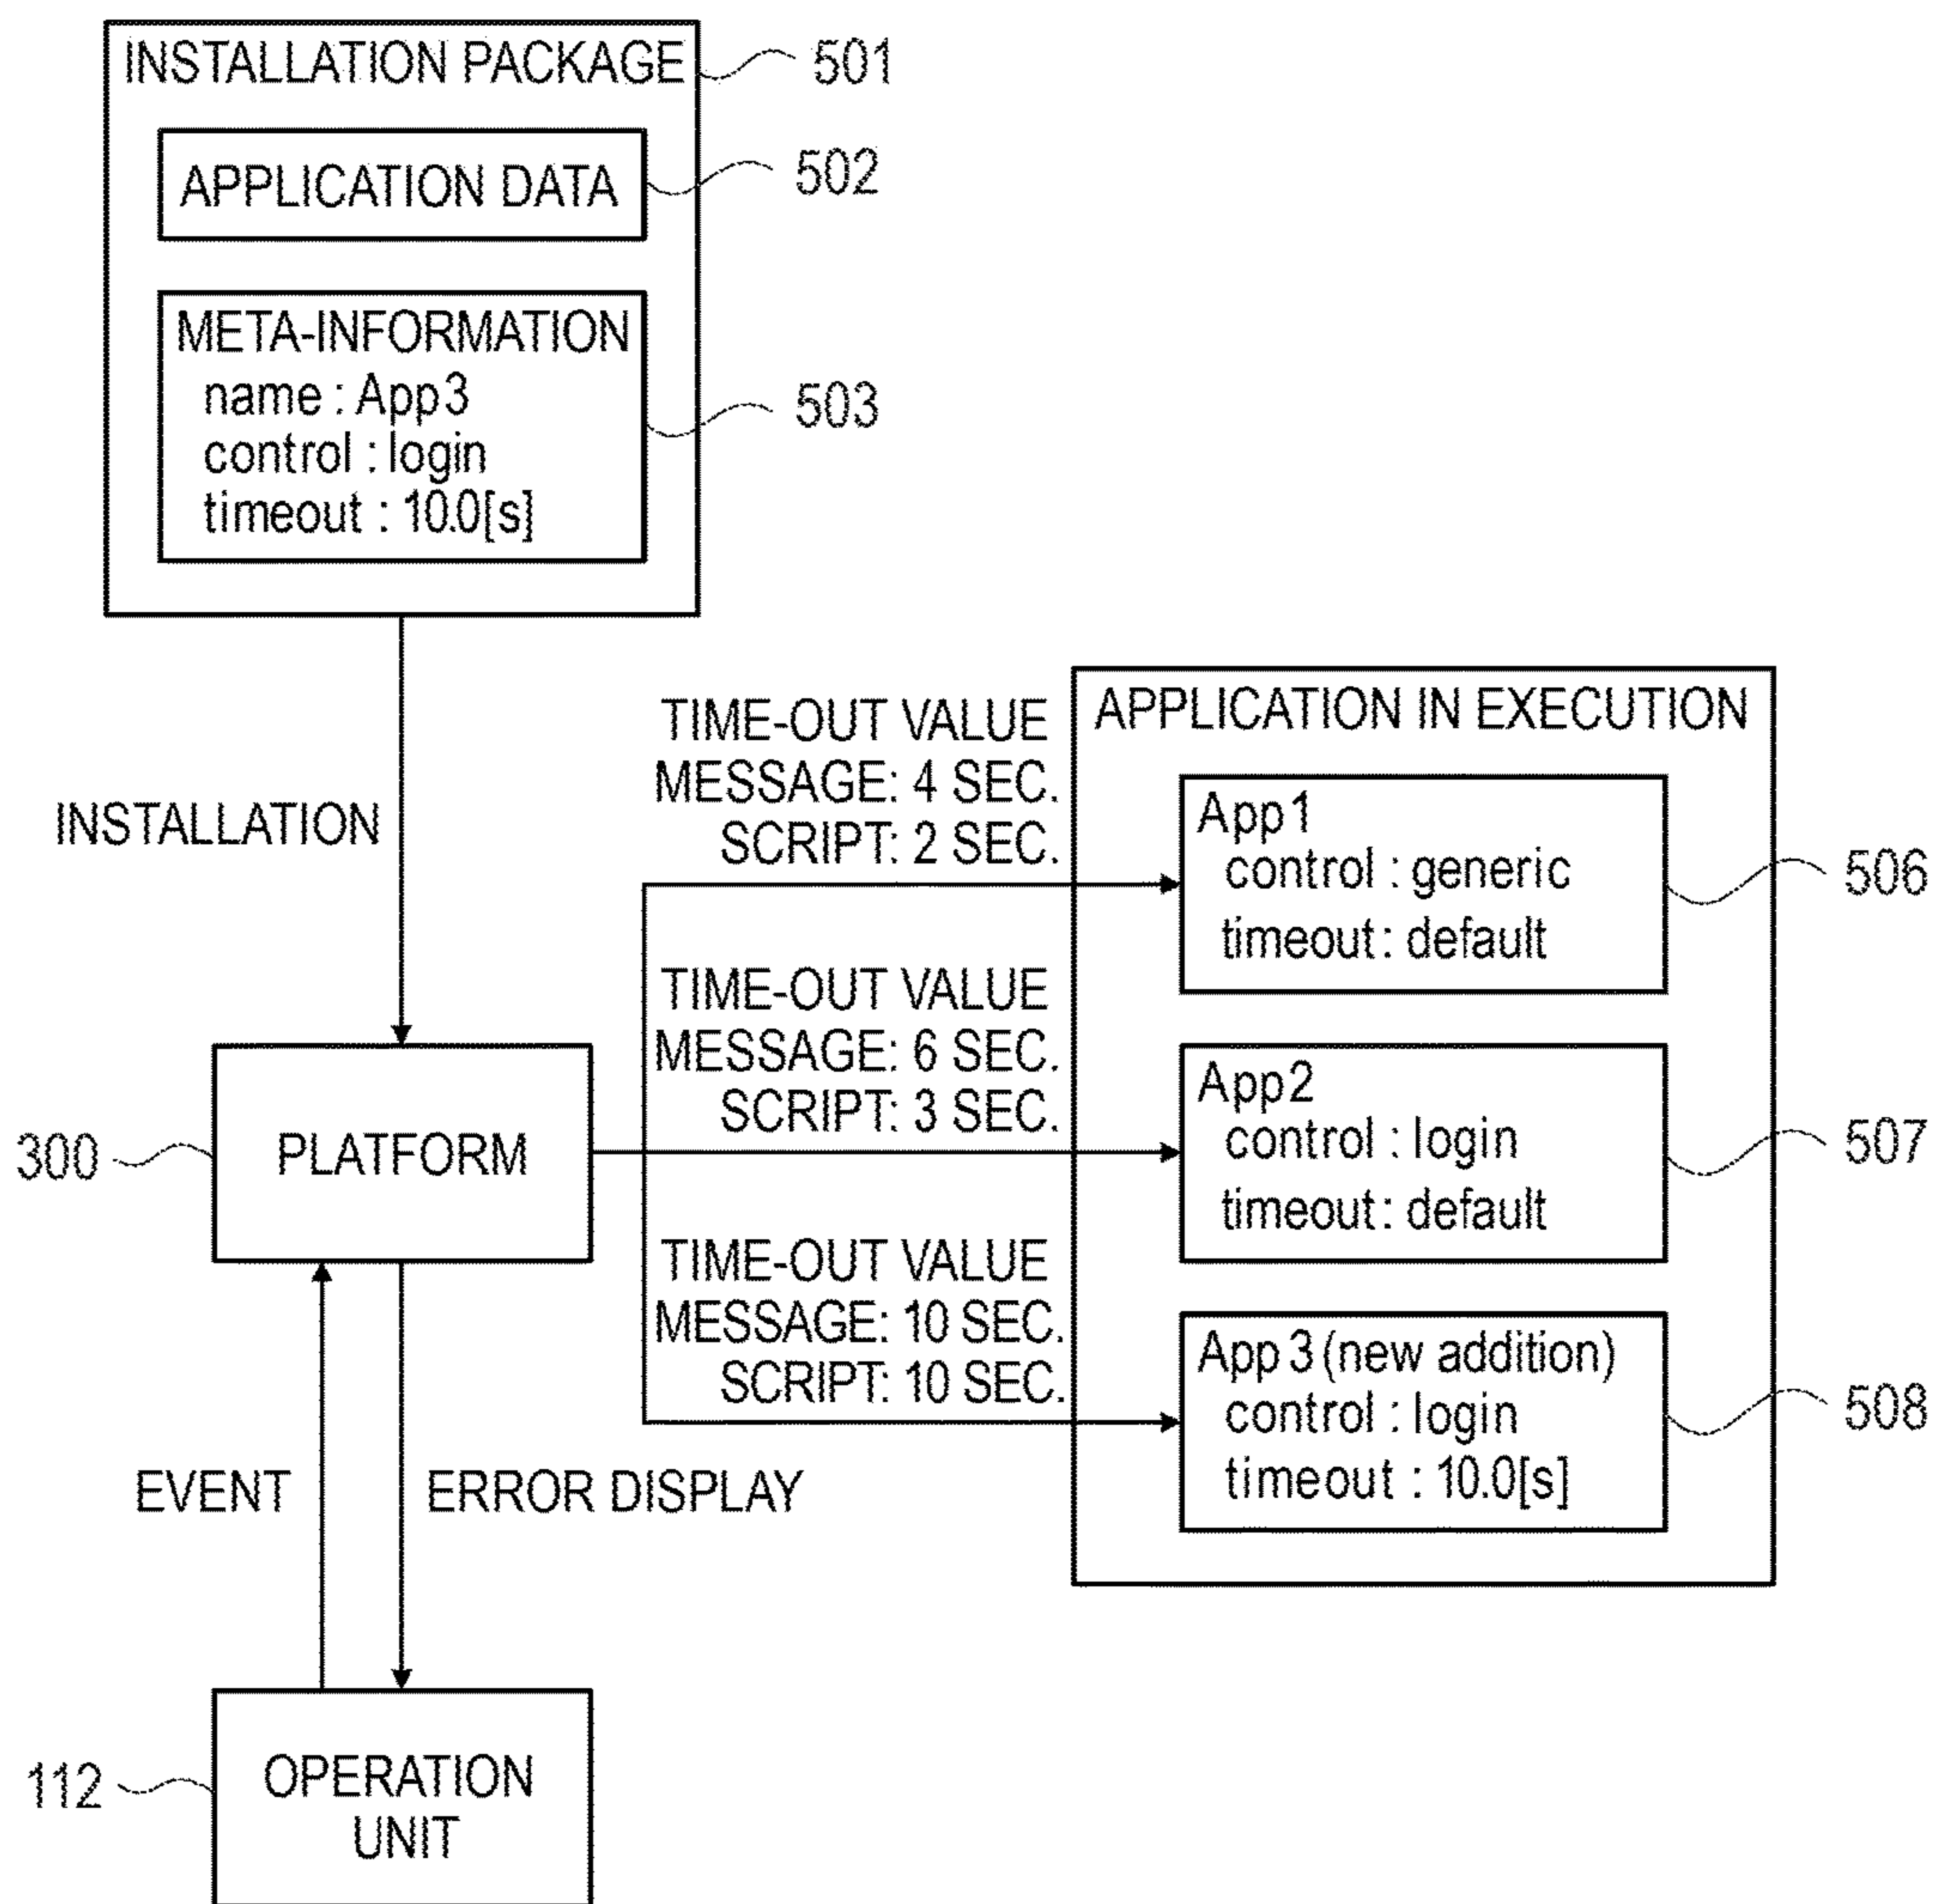 INSTALLATION PACKAGE
501
APPLICATION DATA
502
META-INFORMATION
name : App3
control : login
timeout : 10.0[s]
503
INSTALLATION
TIME-OUT VALUE
MESSAGE: 4 SEC.
SCRIPT: 2 SEC.
APPLICATION IN EXECUTION
App1
control : generic
timeout : default
506
TIME-OUT VALUE
MESSAGE: 6 SEC.
SCRIPT: 3 SEC.
App2
control : login
timeout : default
507
300
PLATFORM
TIME-OUT VALUE
MESSAGE: 10 SEC.
SCRIPT: 10 SEC.
App3 (new addition)
control : login
timeout : 10.0[s]
508
EVENT
ERROR DISPLAY
112
OPERATION
UNIT